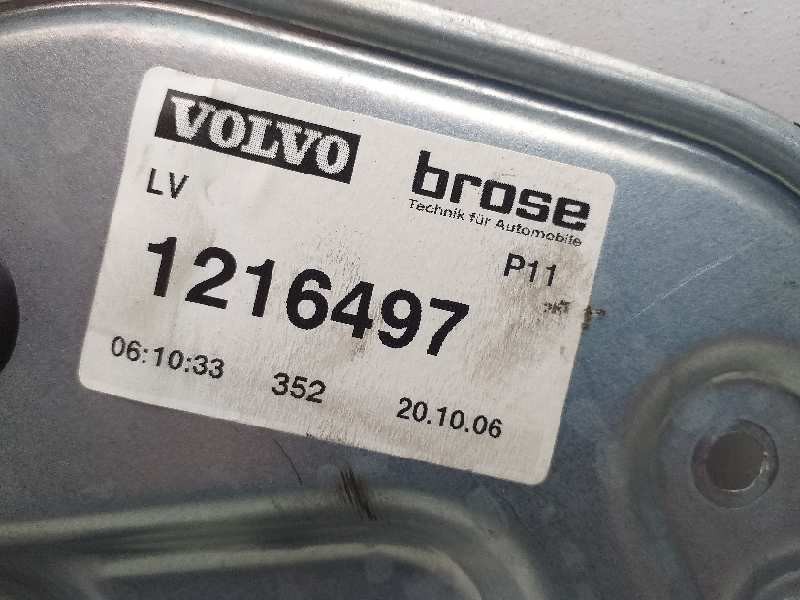 VOLVO
brose
Technik für Automobile
LV
P11
1216497
06:10:33 352 20.10.06